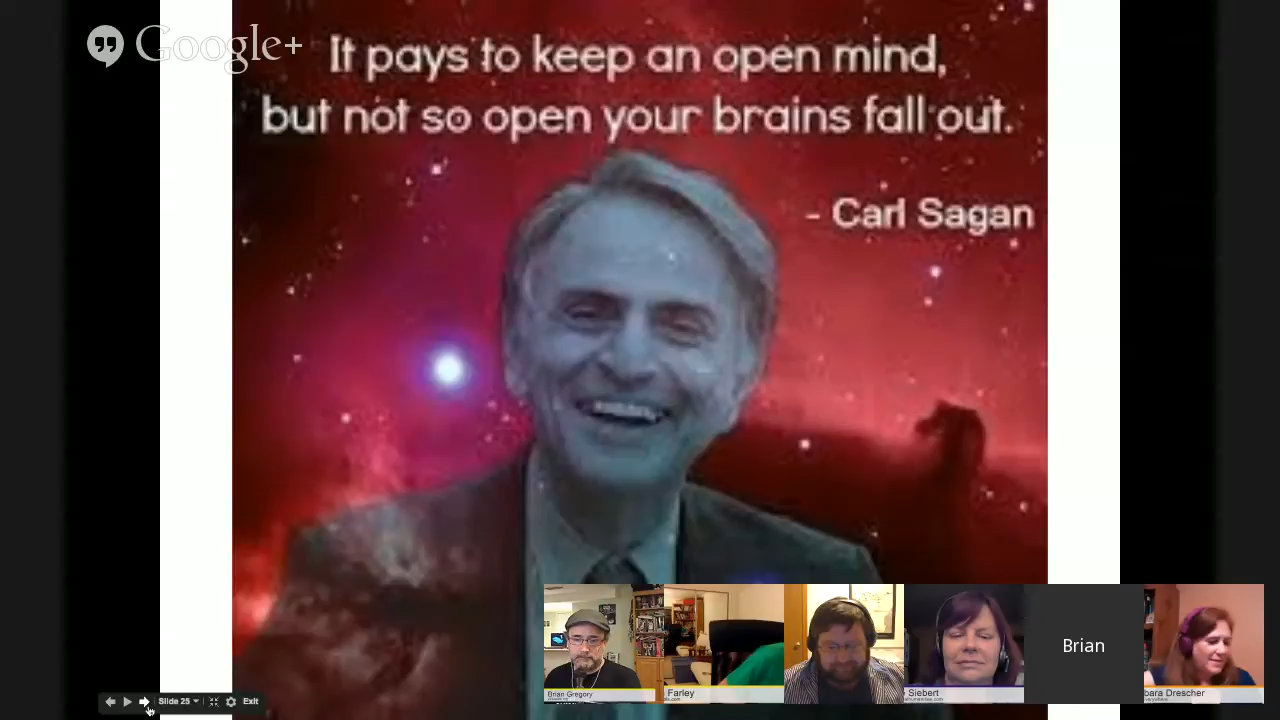 Google+
It pays to keep an open mind,
but not so open your brains fall out.
- Carl Sagan
Brian
Brian Gregory
Farley
Siebert
bara Drescher
Slide 25
Exit